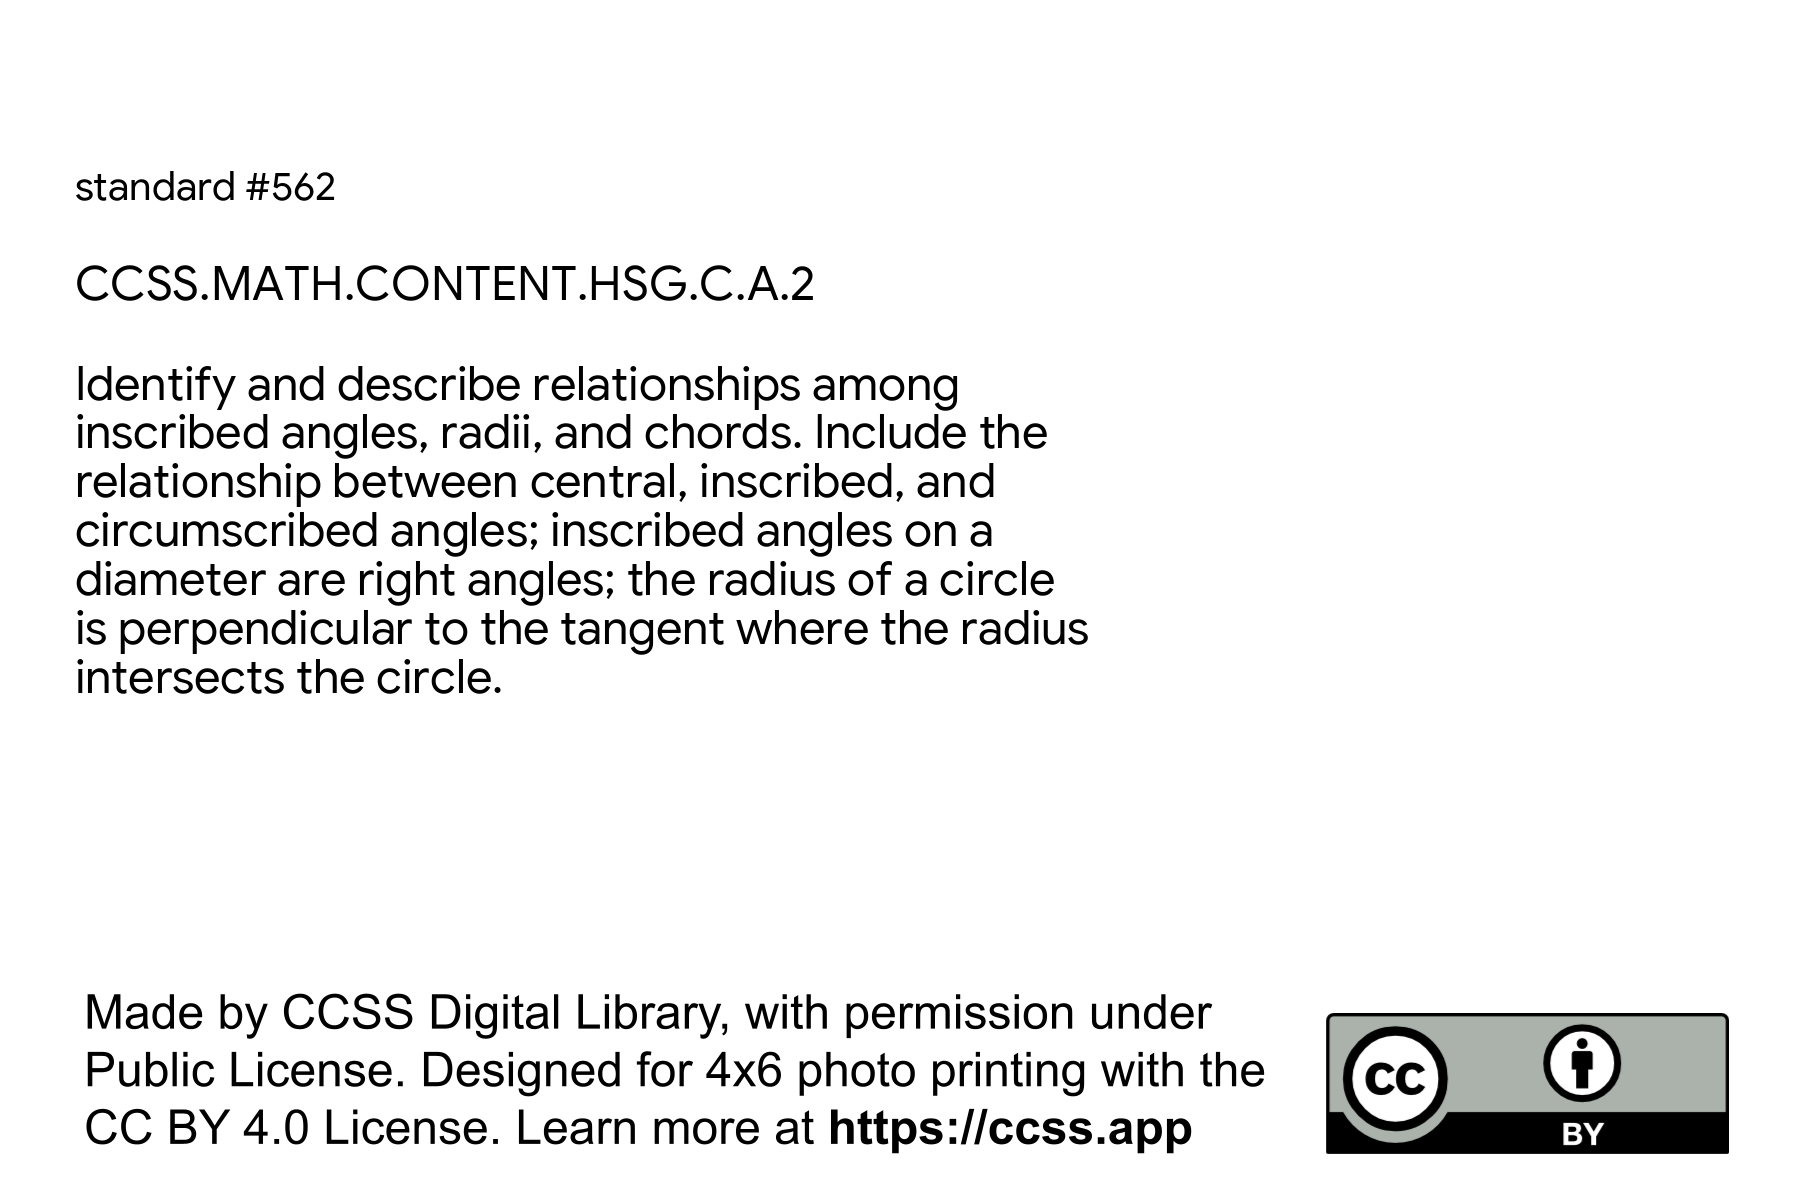 standard #562
CCSS.MATH.CONTENT.HSG.C.A.2
Identify and describe relationships among
inscribed angles, radii, and chords. Include the
relationship between central, inscribed, and
circumscribed angles; inscribed angles on a
diameter are right angles; the radius of a circle
is perpendicular to the tangent where the radius
intersects the circle.
Made by CCSS Digital Library, with permission under
Public License. Designed for 4x6 photo printing with the
CC BY 4.0 License. Learn more at https://ccss.app
CC
BY